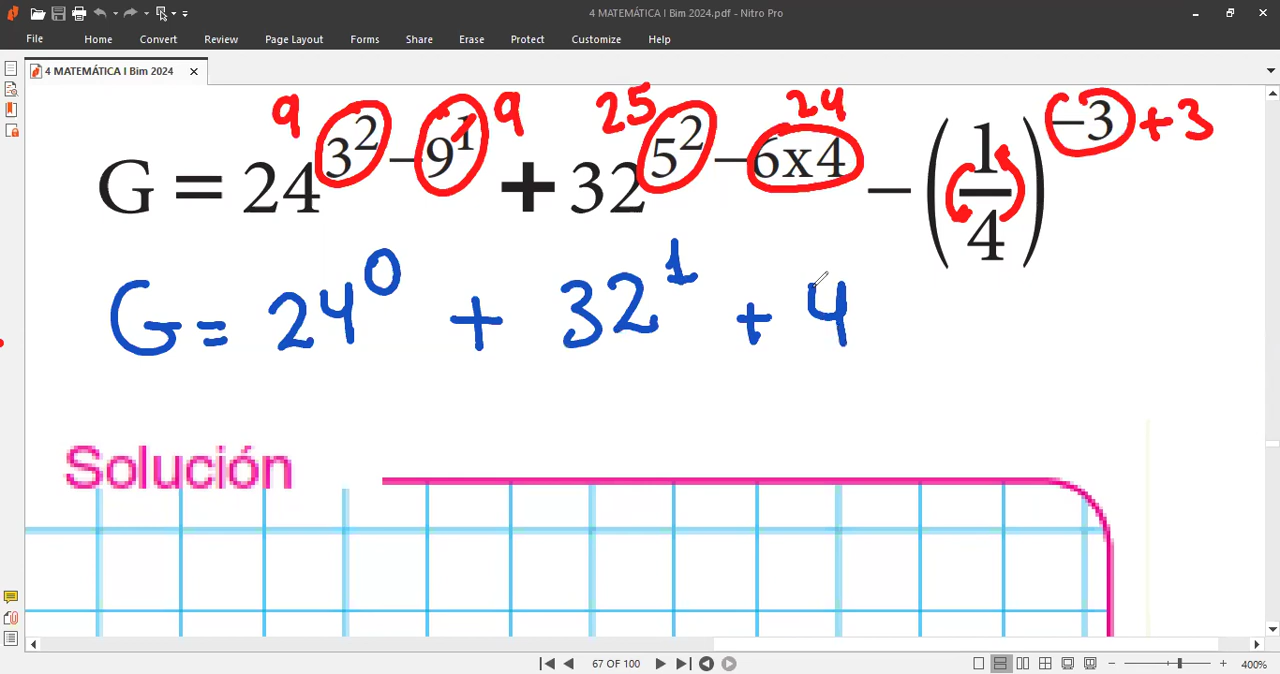 4 MATEMÁTICA I Bim 2024.pdf - Nitro Pro
File Home Convert Review Page Layout Forms Share Erase Protect Customize Help
4 MATEMÁTICA I Bim 2024
9 9 25 24
G = 24^{3^2 - 9^1} + 32^{5^2 - 6x4} - (1/4)^{-3} + 3
G = 24^0 + 32^1 + 4
Solución
67 OF 100
400%